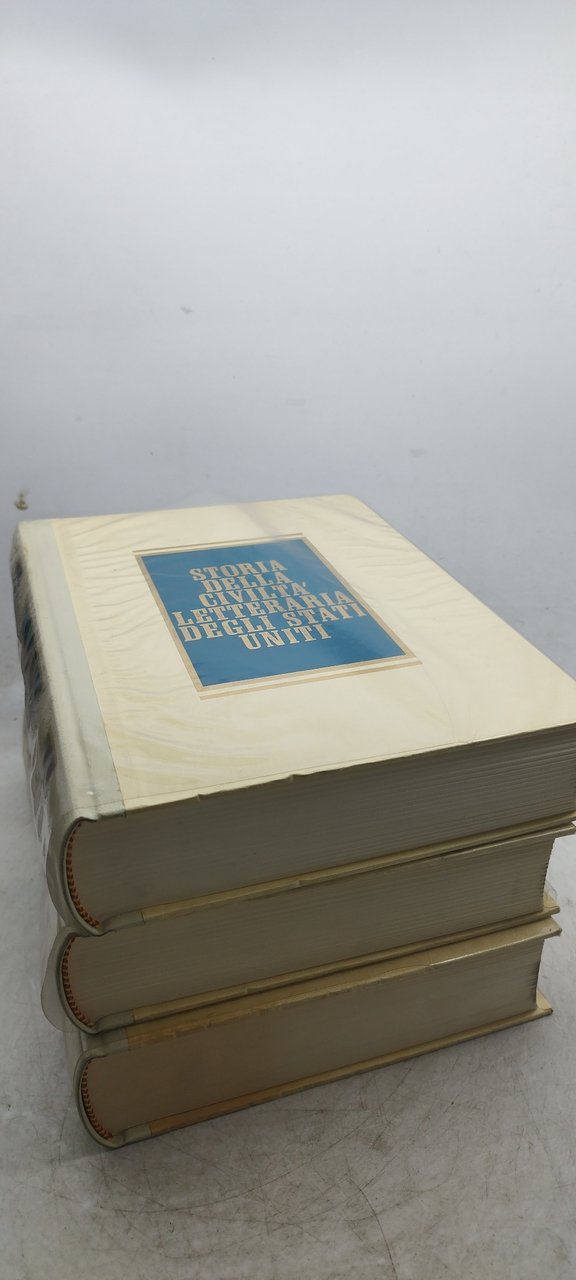 STORIA
DELLA
CIVILTA'
LETTERARIA
DEGLI STATI
UNITI